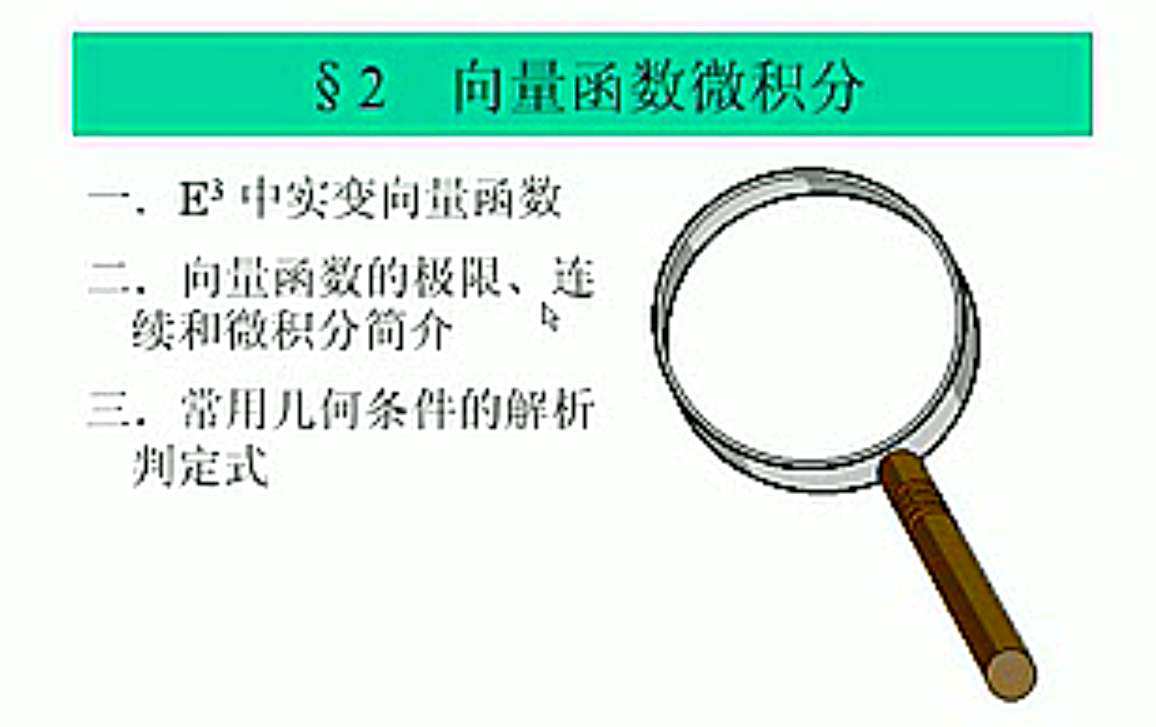 §2 向量函数微积分
一. E³ 中实变向量函数
二. 向量函数的极限、连
续和微积分简介
三. 常用几何条件的解析
判定式